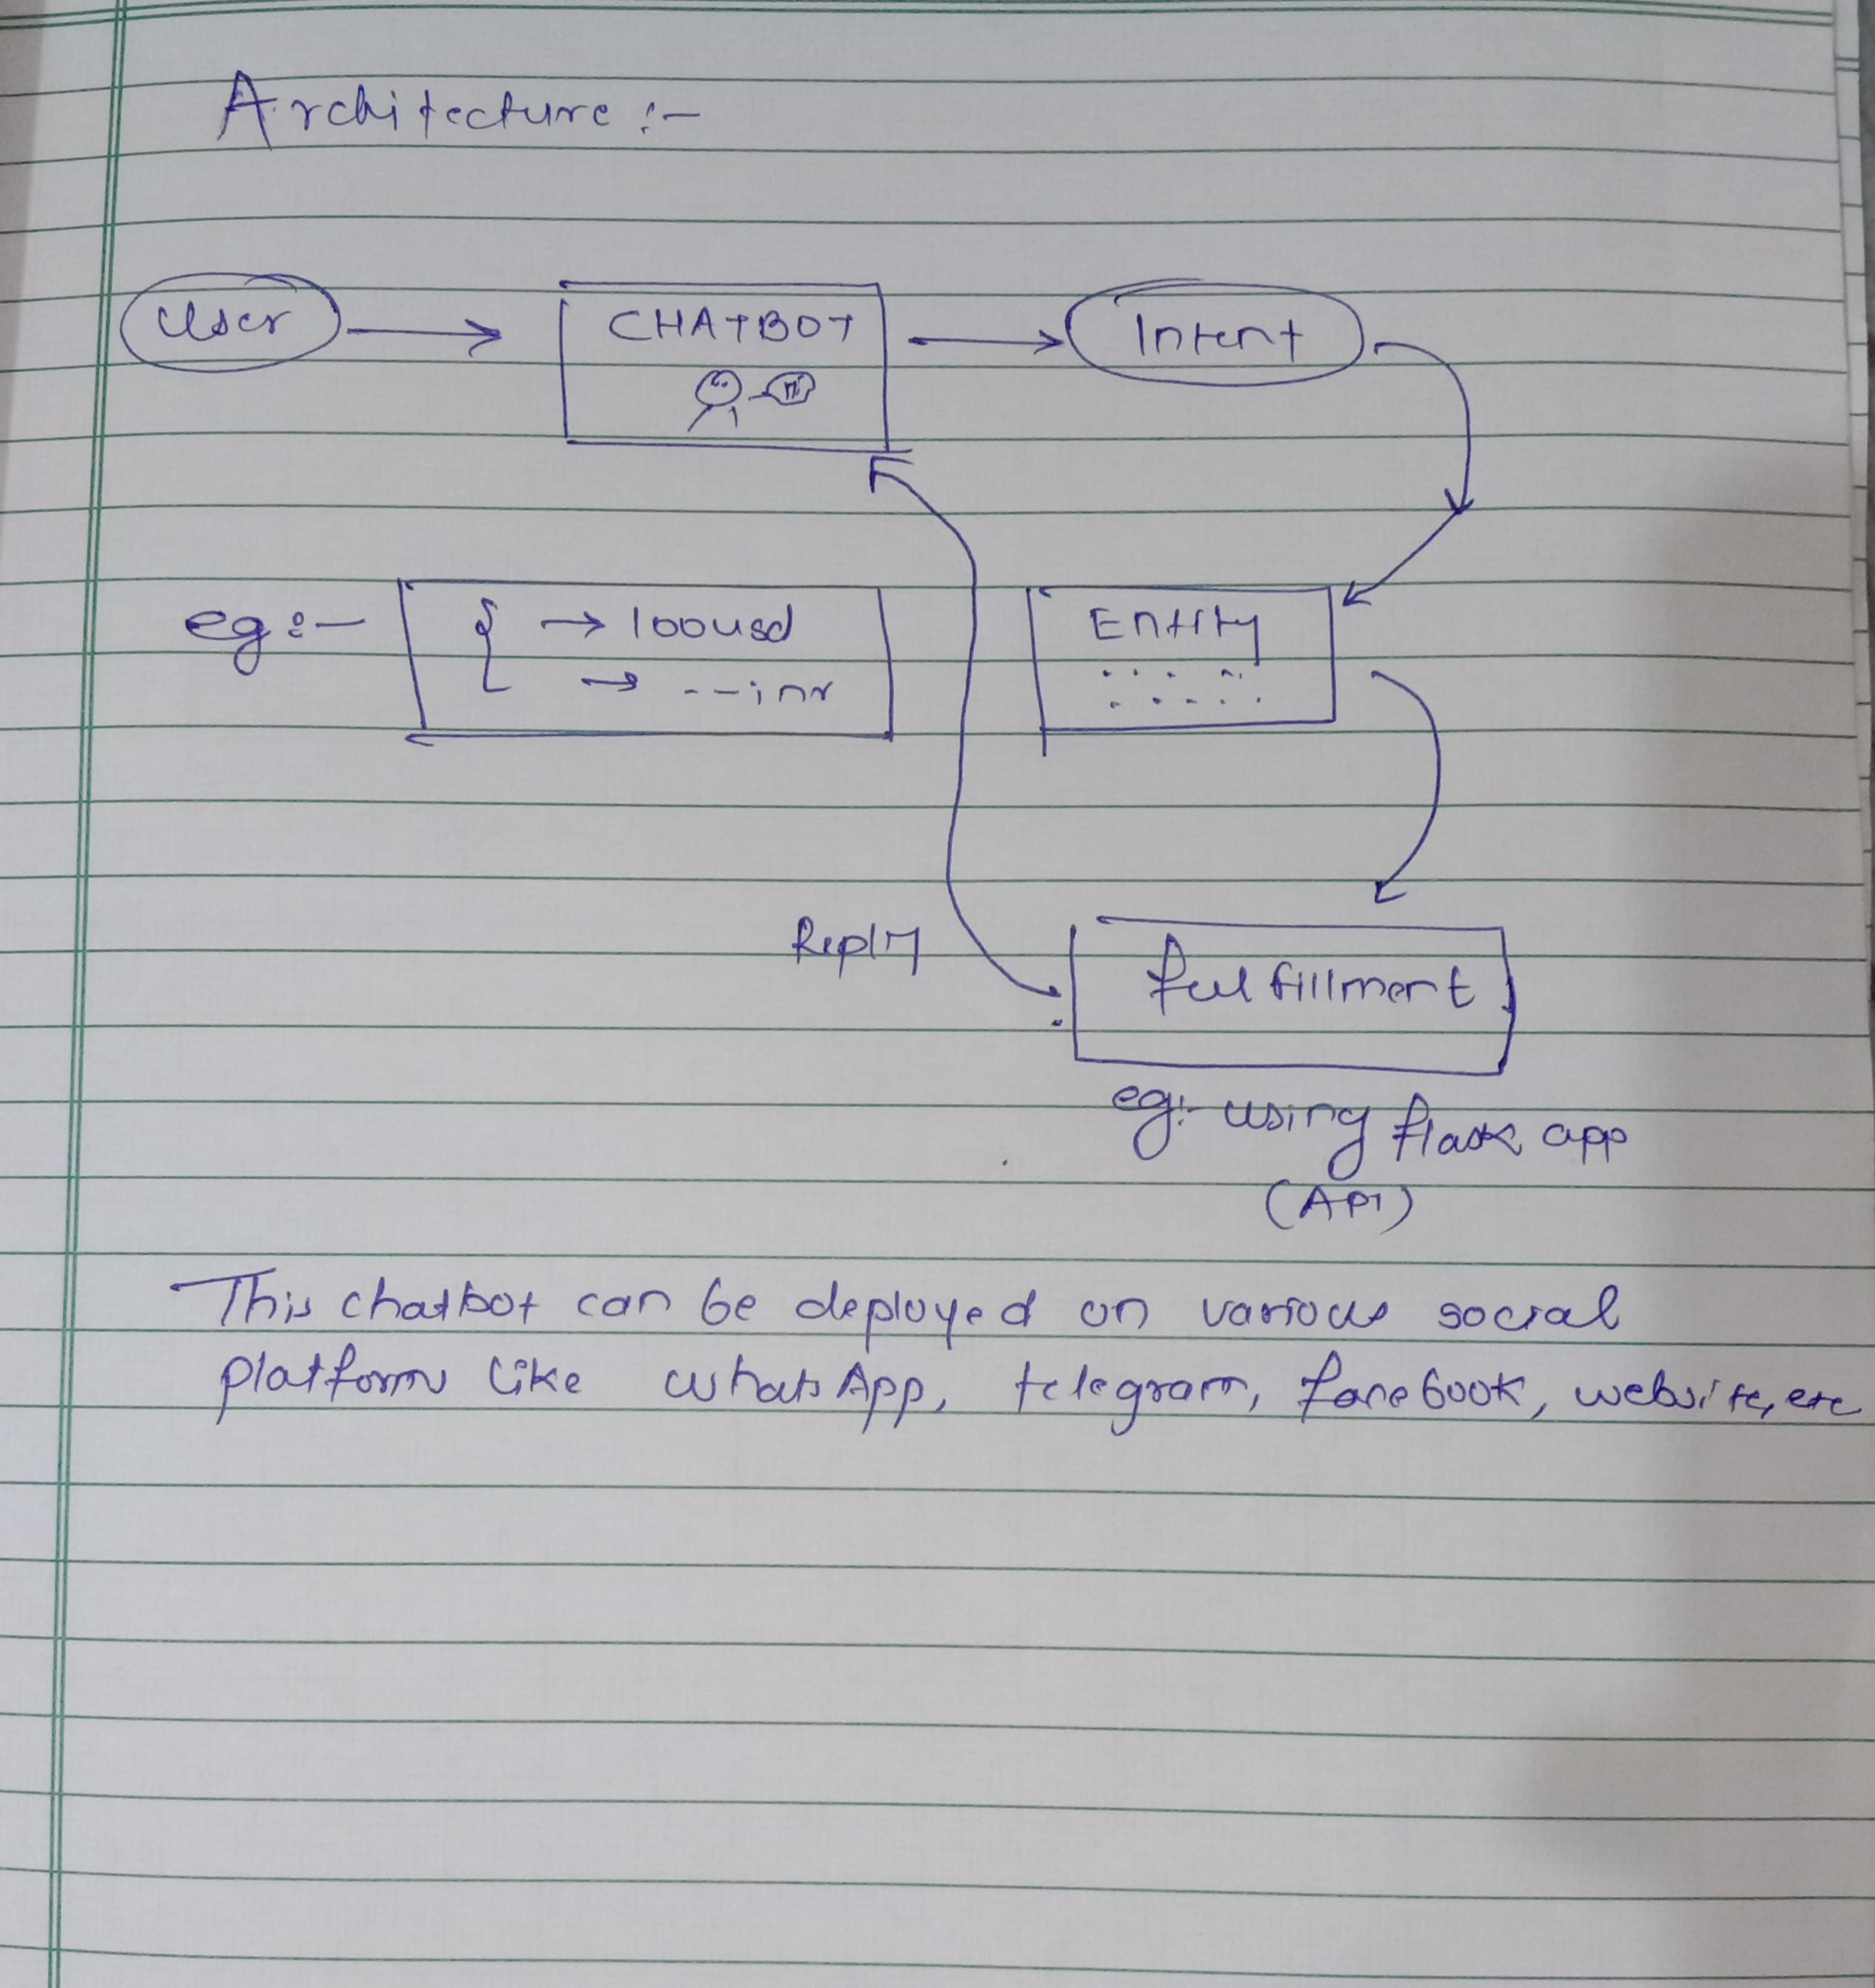 Architecture :-
User → CHATBOT → Intent
eg :- { → 100usd
→ --inr
Entity
Reply
fulfillment
eg:- using flask app
(API)
This chatbot can be deployed on various social
platforms like WhatsApp, telegram, facebook, website, etc